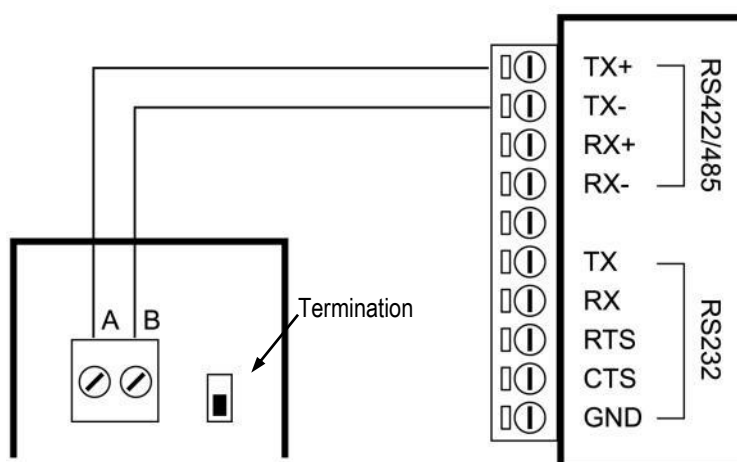 TX+
TX-
RX+
RX-
RS422/485
TX
RX
RTS
CTS
GND
RS232
A B
Termination